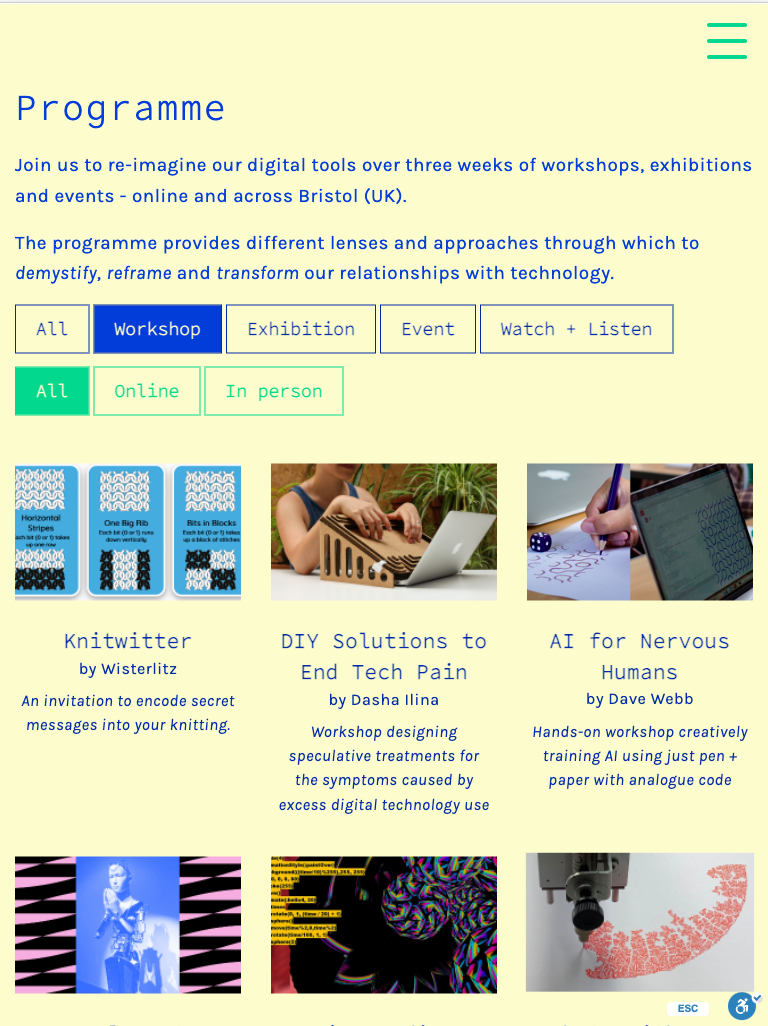 Programme
Join us to re-imagine our digital tools over three weeks of workshops, exhibitions
and events - online and across Bristol (UK).
The programme provides different lenses and approaches through which to
demystify, reframe and transform our relationships with technology.
All Workshop Exhibition Event Watch + Listen
All Online In person
Horizontal
Stripes
Each bit (0 or 1) takes
up one row
One Big Rib
Each bit (0 or 1) runs
down vertically.
Bits in Blocks
Each bit (0 or 1) takes
up a block of stitches
Knitwitter
by Wisterlitz
An invitation to encode secret
messages into your knitting.
DIY Solutions to
End Tech Pain
by Dasha Ilina
Workshop designing
speculative treatments for
the symptoms caused by
excess digital technology use
AI for Nervous
Humans
by Dave Webb
Hands-on workshop creatively
training AI using just pen +
paper with analogue code
ESC